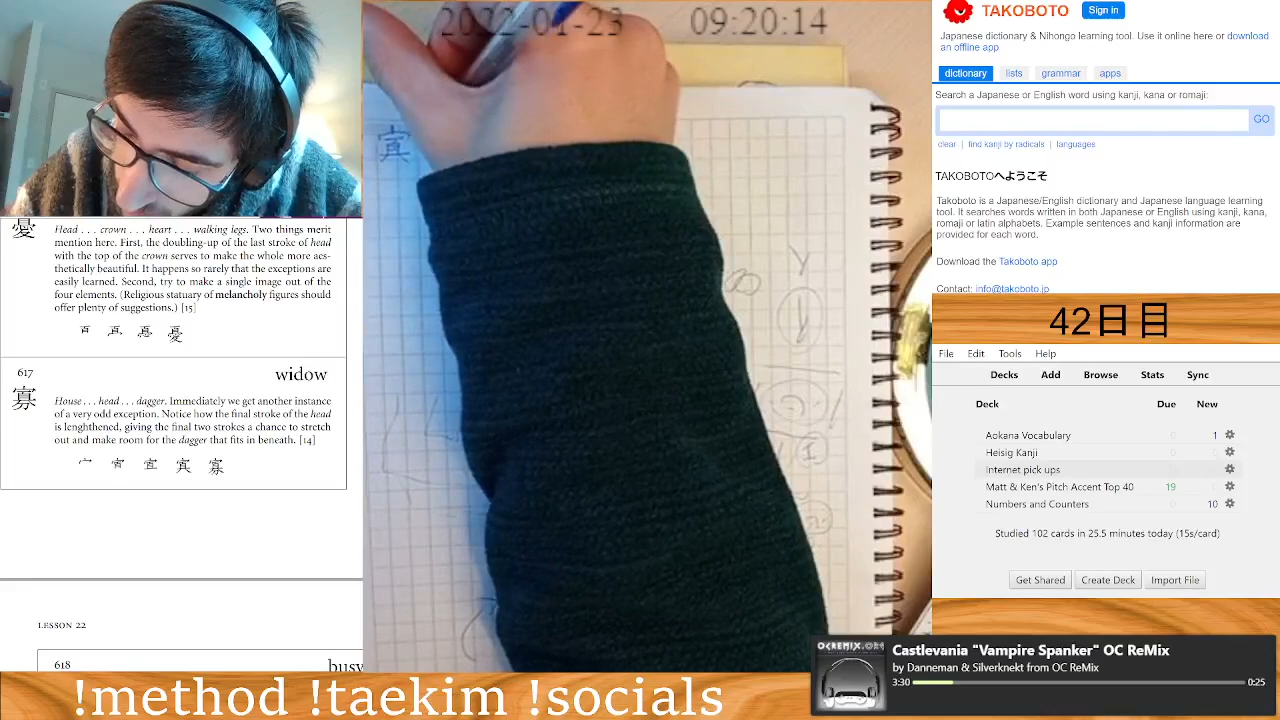 2022-01-23
09:20:14
憂
Head . . . crown . . . heart . . . walking legs. Two things merit
mention here. First, the doubling-up of the last stroke of head
with the top of the crown serves to make the whole more aes-
thetically beautiful. It happens so rarely that the exceptions are
easily learned. Second, try to make a single image out of the
four elements. (Religious statuary of melancholy figures should
offer plenty of suggestions.) [15]
617
widow
寡
House . . . head . . . dagger. Immediately we get another instance
of a very odd exception. Notice how the final stroke of the head
is lenghthened, giving the final two strokes a chance to stretch
out and make room for the dagger that fits in beneath. [14]
LESSON 22
618
busy
TAKOBOTO
Sign in
Japanese dictionary & Nihongo learning tool. Use it online here or download
an offline app
dictionary
lists
grammar
apps
Search a Japanese or English word using kanji, kana or romaji:
GO
clear | find kanji by radicals | languages
TAKOBOTOへようこそ
Takoboto is a Japanese/English dictionary and Japanese language learning
tool. It searches words written in both Japanese or English using kanji, kana,
romaji or latin alphabets. Example sentences and kanji information are
provided for each word.
Download the Takoboto app
Contact: info@takoboto.jp
42日目
File Edit Tools Help
Decks Add Browse Stats Sync
Deck Due New
Aokana Vocabulary 0 1
Heisig Kanji 0 0
Internet pick ups
Matt & Ken's Pitch Accent Top 40 19 0
Numbers and Counters 0 10
Studied 102 cards in 25.5 minutes today (15s/card)
Get Shared
Create Deck
Import File
OCREMIX.ORG
Castlevania "Vampire Spanker" OC ReMix
by Danneman & Silverknekt from OC ReMix
3:30
0:25
!method !taekim !socials